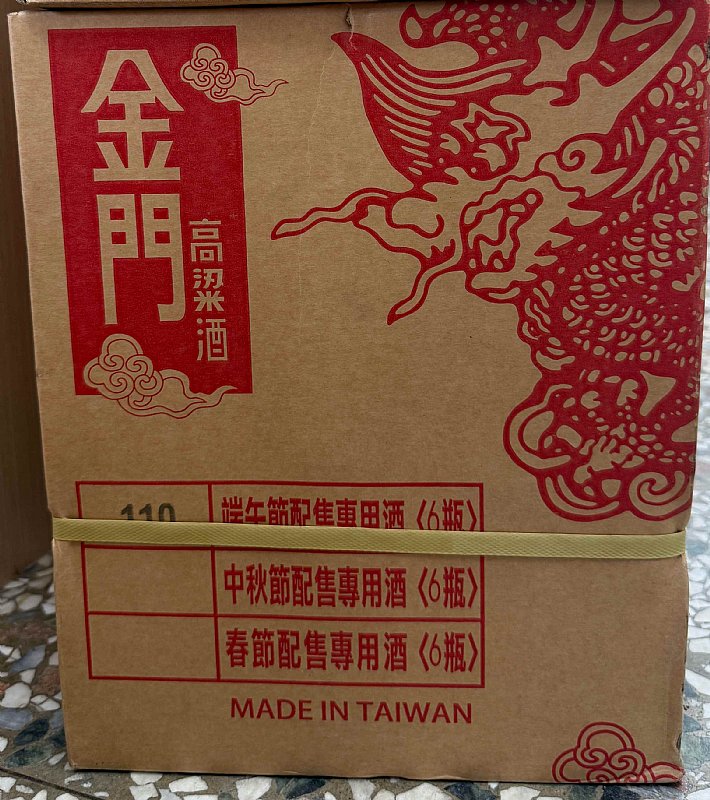 金門
高粱酒
110 端午節配售專用酒〈6瓶〉
中秋節配售專用酒〈6瓶〉
春節配售專用酒〈6瓶〉
MADE IN TAIWAN